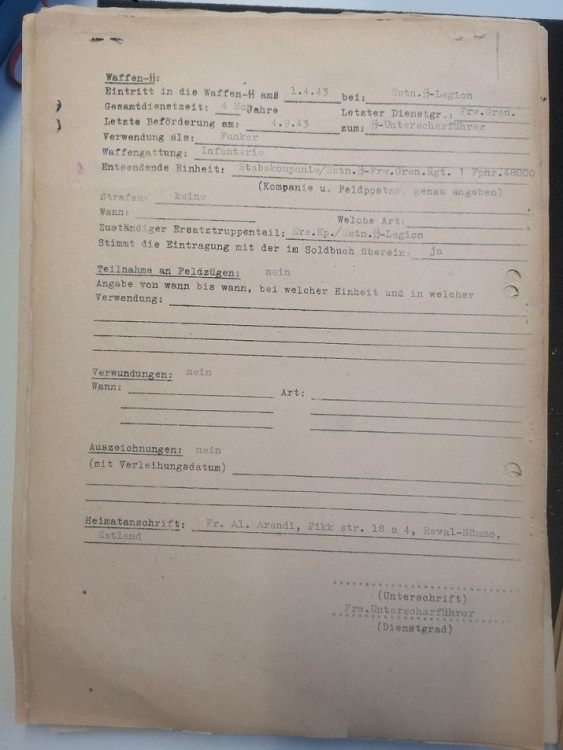 Waffen-ᛋᛋ:
Eintritt in die Waffen-ᛋᛋ am: 1.4.43 bei: Estn.ᛋᛋ-Legion
Gesamtdienstzeit: 4 Mo Jahre Letzter Dienstgr.: Frw.Gren.
Letzte Beförderung am: 4.9.43 zum: ᛋᛋ-Unterscharführer
Verwendung als: Funker
Waffengattung: Infanterie
Entsendende Einheit: Stabskompanie/Estn.ᛋᛋ-Frw.Gren.Rgt. 1 Fpnr.48000
(Kompanie u. Feldpostnr. genau angeben)
Strafen: keine
Wann: Welche Art:
Zuständiger Ersatztruppenteil: Ers.Kp./Estn.ᛋᛋ-Legion
Stimmt die Eintragung mit der im Soldbuch überein: ja
Teilnahme an Feldzügen: nein
Angabe von wann bis wann, bei welcher Einheit und in welcher
Verwendung:
Verwundungen: nein
Wann: Art:
Auszeichnungen: nein
(mit Verleihungsdatum)
Heimatanschrift: Fr. Al. Arendi, Pikk str. 18 a 4, Reval-Nömme,
Estland
(Unterschrift)
Frw.Unterscharführer
(Dienstgrad)